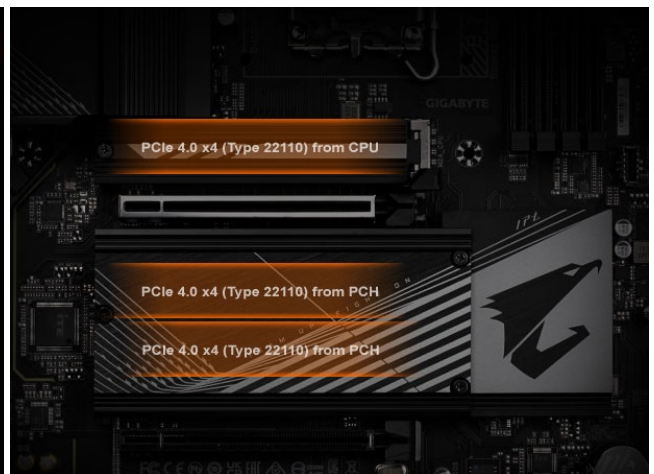 GIGABYTE
PCIe 4.0 x4 (Type 22110) from CPU
PCIe 4.0 x4 (Type 22110) from PCH
PCIe 4.0 x4 (Type 22110) from PCH